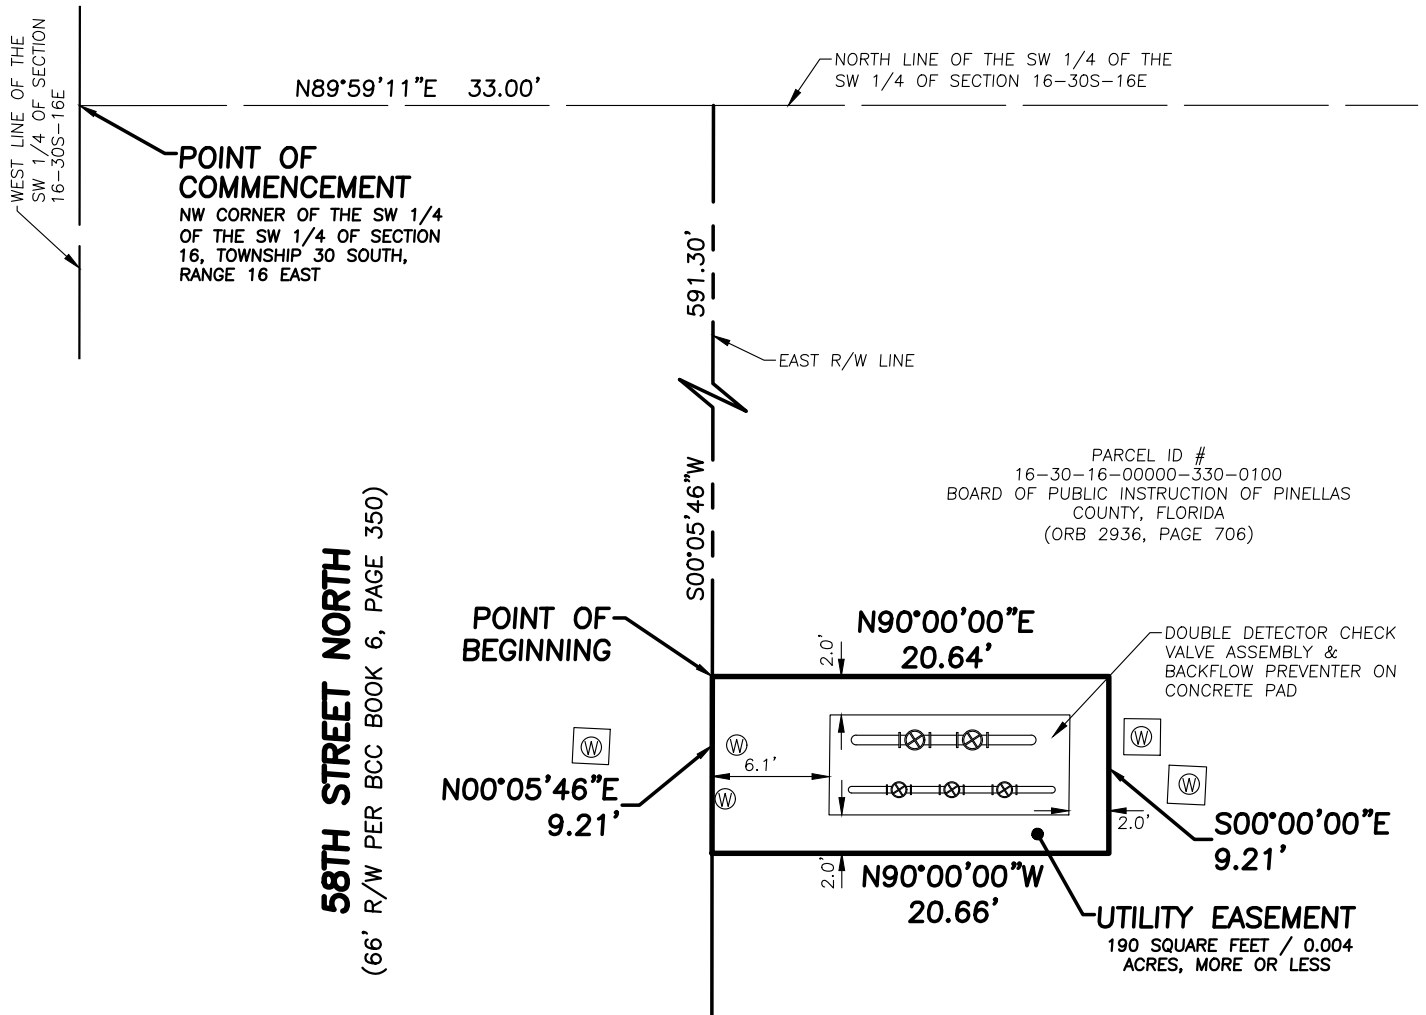 WEST LINE OF THE
SW 1/4 OF SECTION
16-30S-16E
N89°59'11"E 33.00'
NORTH LINE OF THE SW 1/4 OF THE
SW 1/4 OF SECTION 16-30S-16E
POINT OF
COMMENCEMENT
NW CORNER OF THE SW 1/4
OF THE SW 1/4 OF SECTION
16, TOWNSHIP 30 SOUTH,
RANGE 16 EAST
591.30'
EAST R/W LINE
S00°05'46"W
PARCEL ID #
16-30-16-00000-330-0100
BOARD OF PUBLIC INSTRUCTION OF PINELLAS
COUNTY, FLORIDA
(ORB 2936, PAGE 706)
58TH STREET NORTH
(66' R/W PER BCC BOOK 6, PAGE 350)
POINT OF
BEGINNING
2.0'
N90°00'00"E
20.64'
DOUBLE DETECTOR CHECK
VALVE ASSEMBLY &
BACKFLOW PREVENTER ON
CONCRETE PAD
W
W
W
6.1'
W
W
N00°05'46"E
9.21'
2.0'
S00°00'00"E
9.21'
2.0'
N90°00'00"W
20.66'
UTILITY EASEMENT
190 SQUARE FEET / 0.004
ACRES, MORE OR LESS